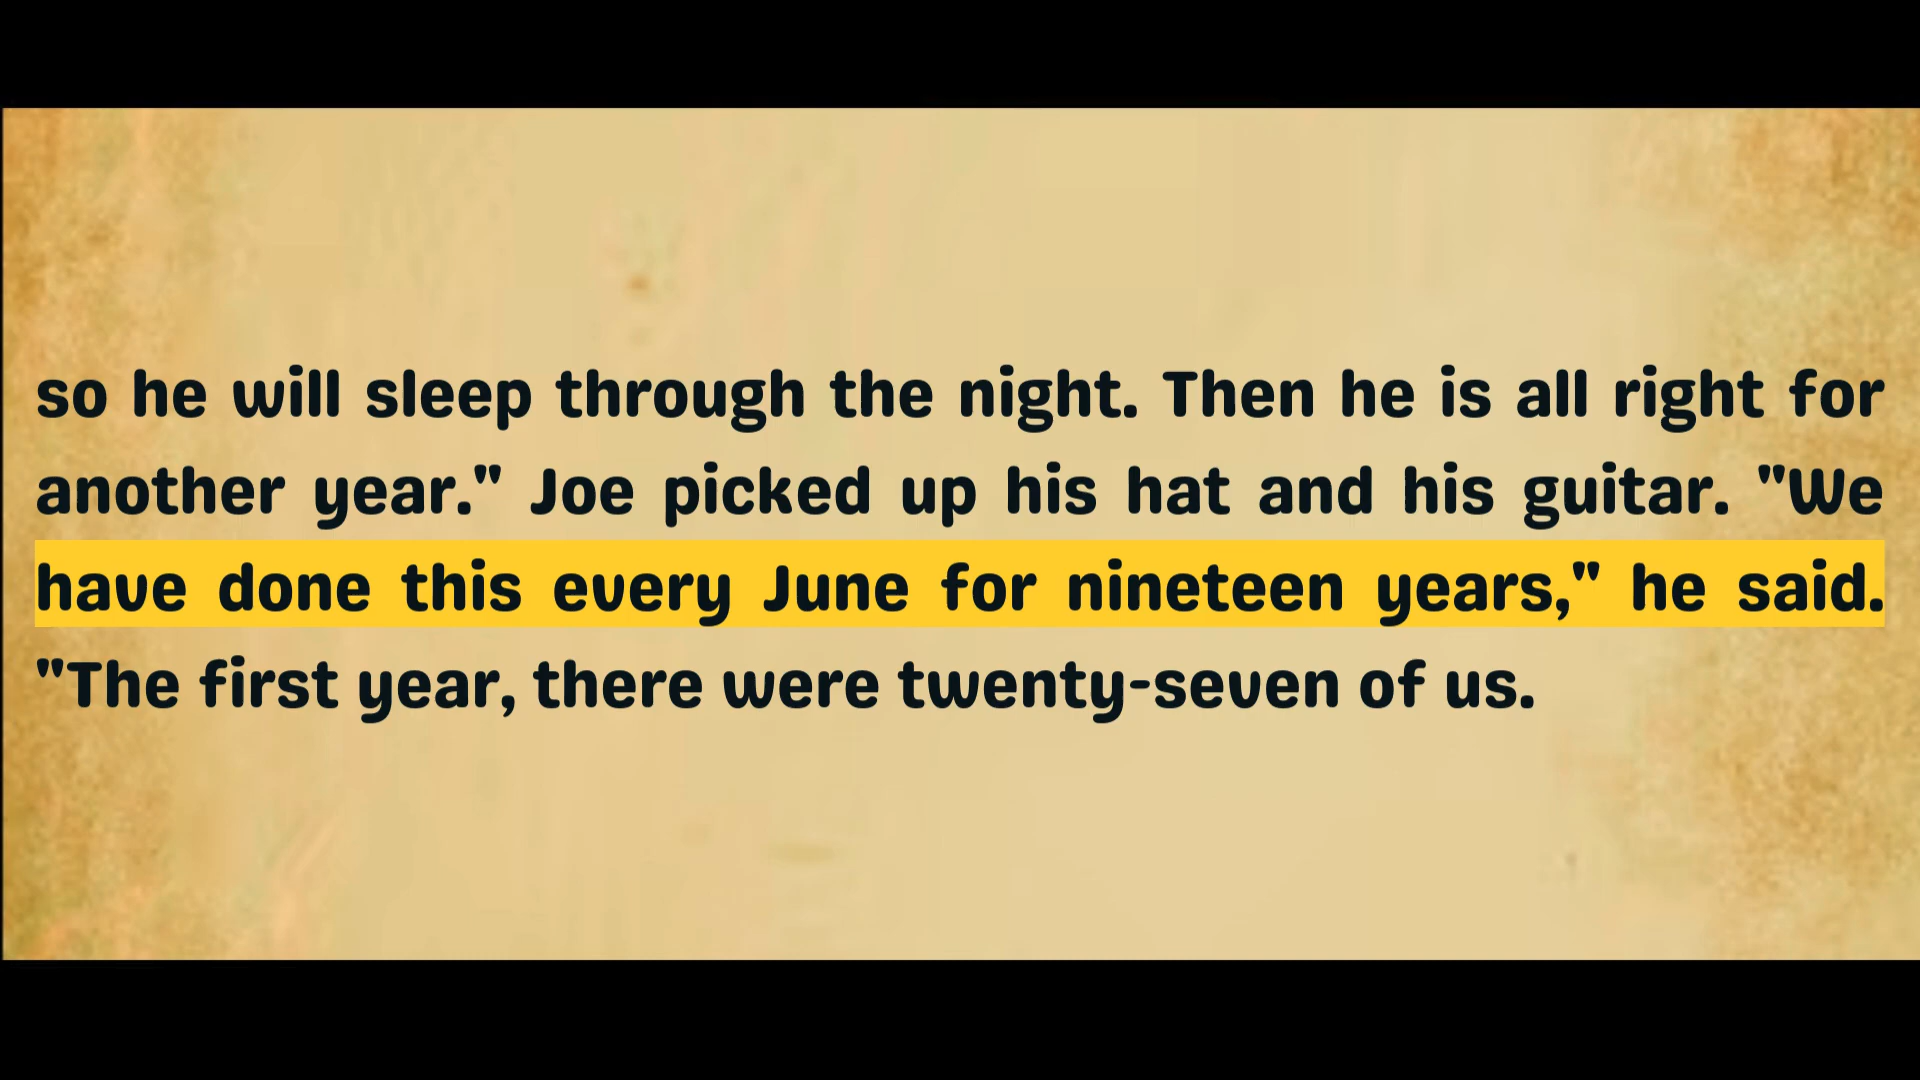 so he will sleep through the night. Then he is all right for
another year." Joe picked up his hat and his guitar. "We
have done this every June for nineteen years," he said.
"The first year, there were twenty-seven of us.